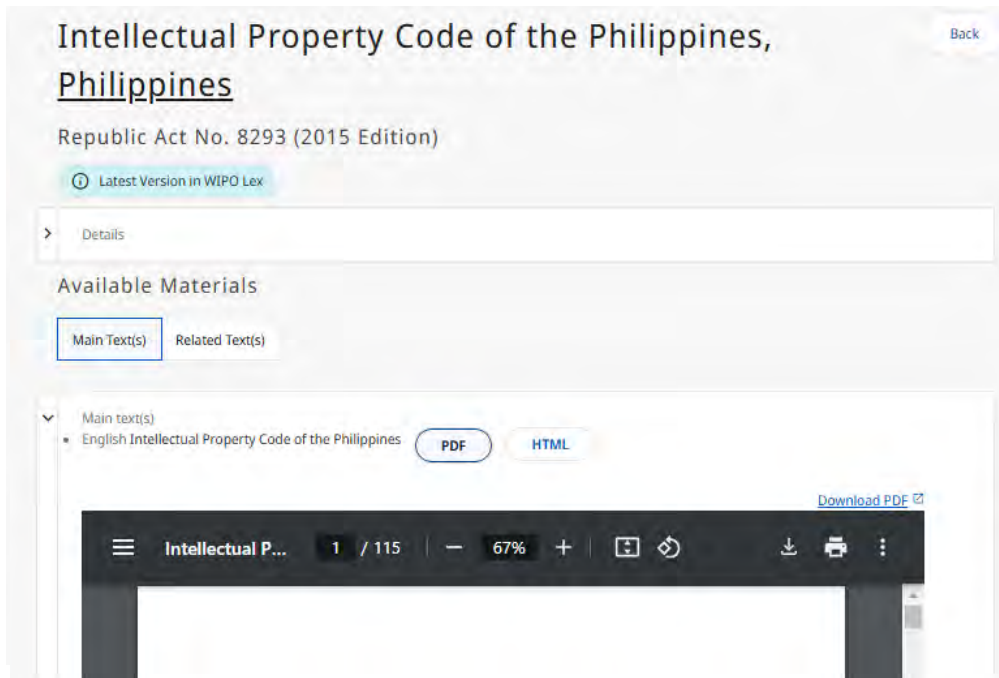 Intellectual Property Code of the Philippines,
Back
Philippines
Republic Act No. 8293 (2015 Edition)
Latest Version in WIPO Lex
Details
Available Materials
Main Text(s)
Related Text(s)
Main text(s)
English Intellectual Property Code of the Philippines
PDF
HTML
Download PDF
Intellectual P...
1 / 115
67%